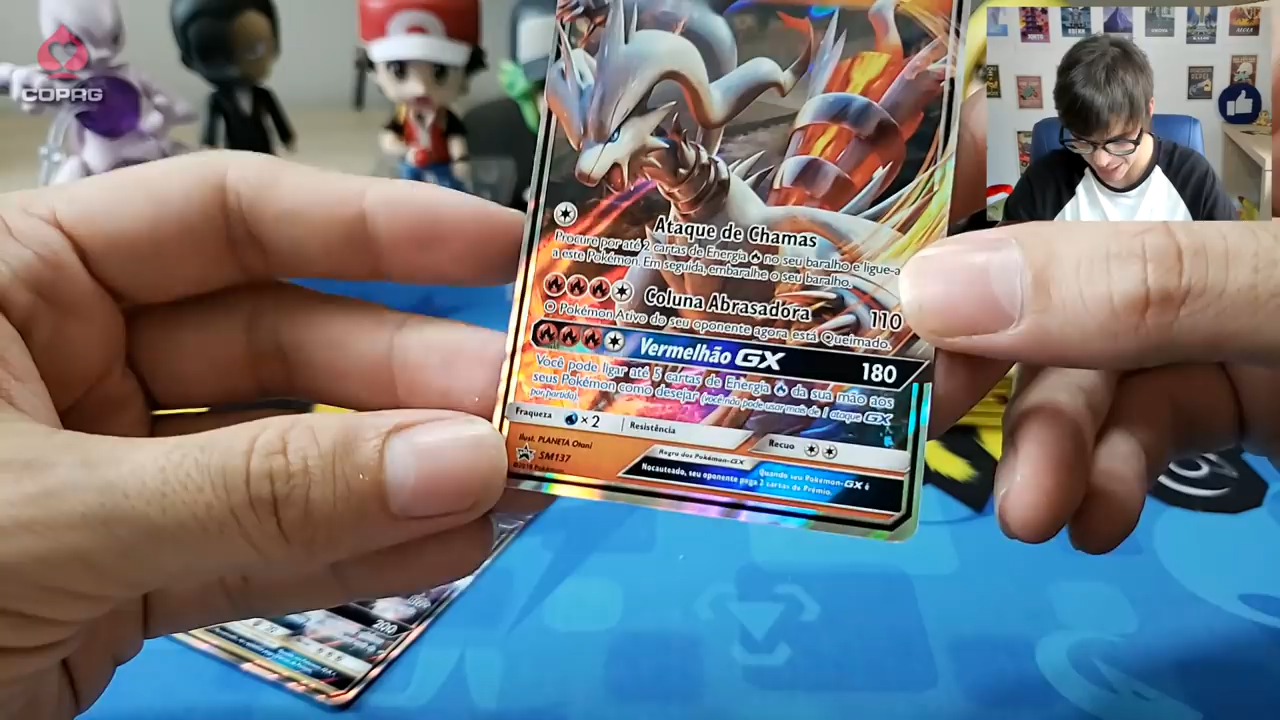 COPAG
Ataque de Chamas
Procure por até 2 cartas de Energia no seu baralho e ligue-a
a este Pokémon. Em seguida, embaralhe o seu baralho.
Coluna Abrasadora 110
O Pokémon Ativo do seu oponente agora está Queimado.
Vermelhão GX 180
Você pode ligar até 5 cartas de Energia da sua mão aos
seus Pokémon como desejar (você não pode usar mais de 1 ataque GX
por partida).
Fraqueza ×2 Resistência Recuo
Ilust. PLANETA Otani
SM137
©2018 Pokémon
Regra dos Pokémon-GX
Quando seu Pokémon-GX é
Nocauteado, seu oponente paga 2 cartas de Prêmio.
200